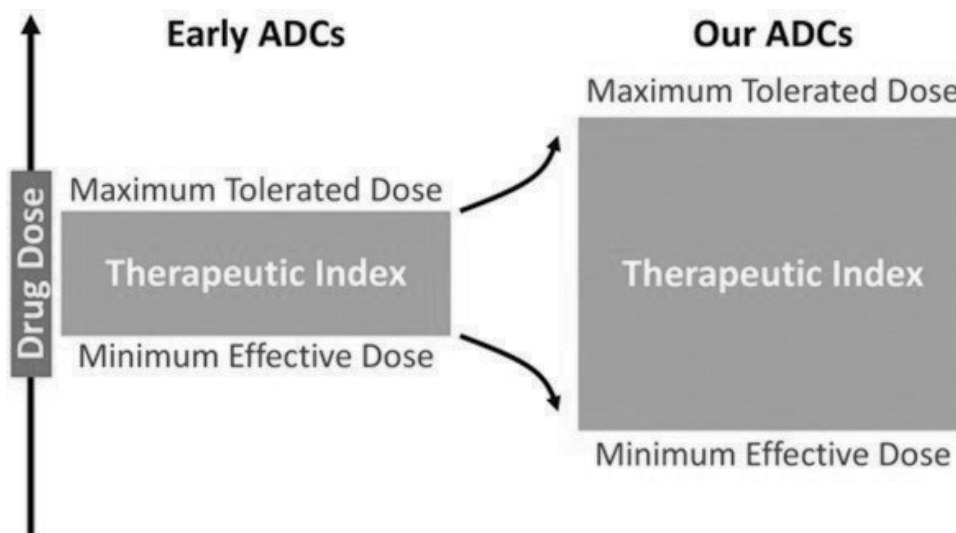 Early ADCs
Our ADCs
Maximum Tolerated Dose
Maximum Tolerated Dose
Drug Dose
Therapeutic Index
Therapeutic Index
Minimum Effective Dose
Minimum Effective Dose